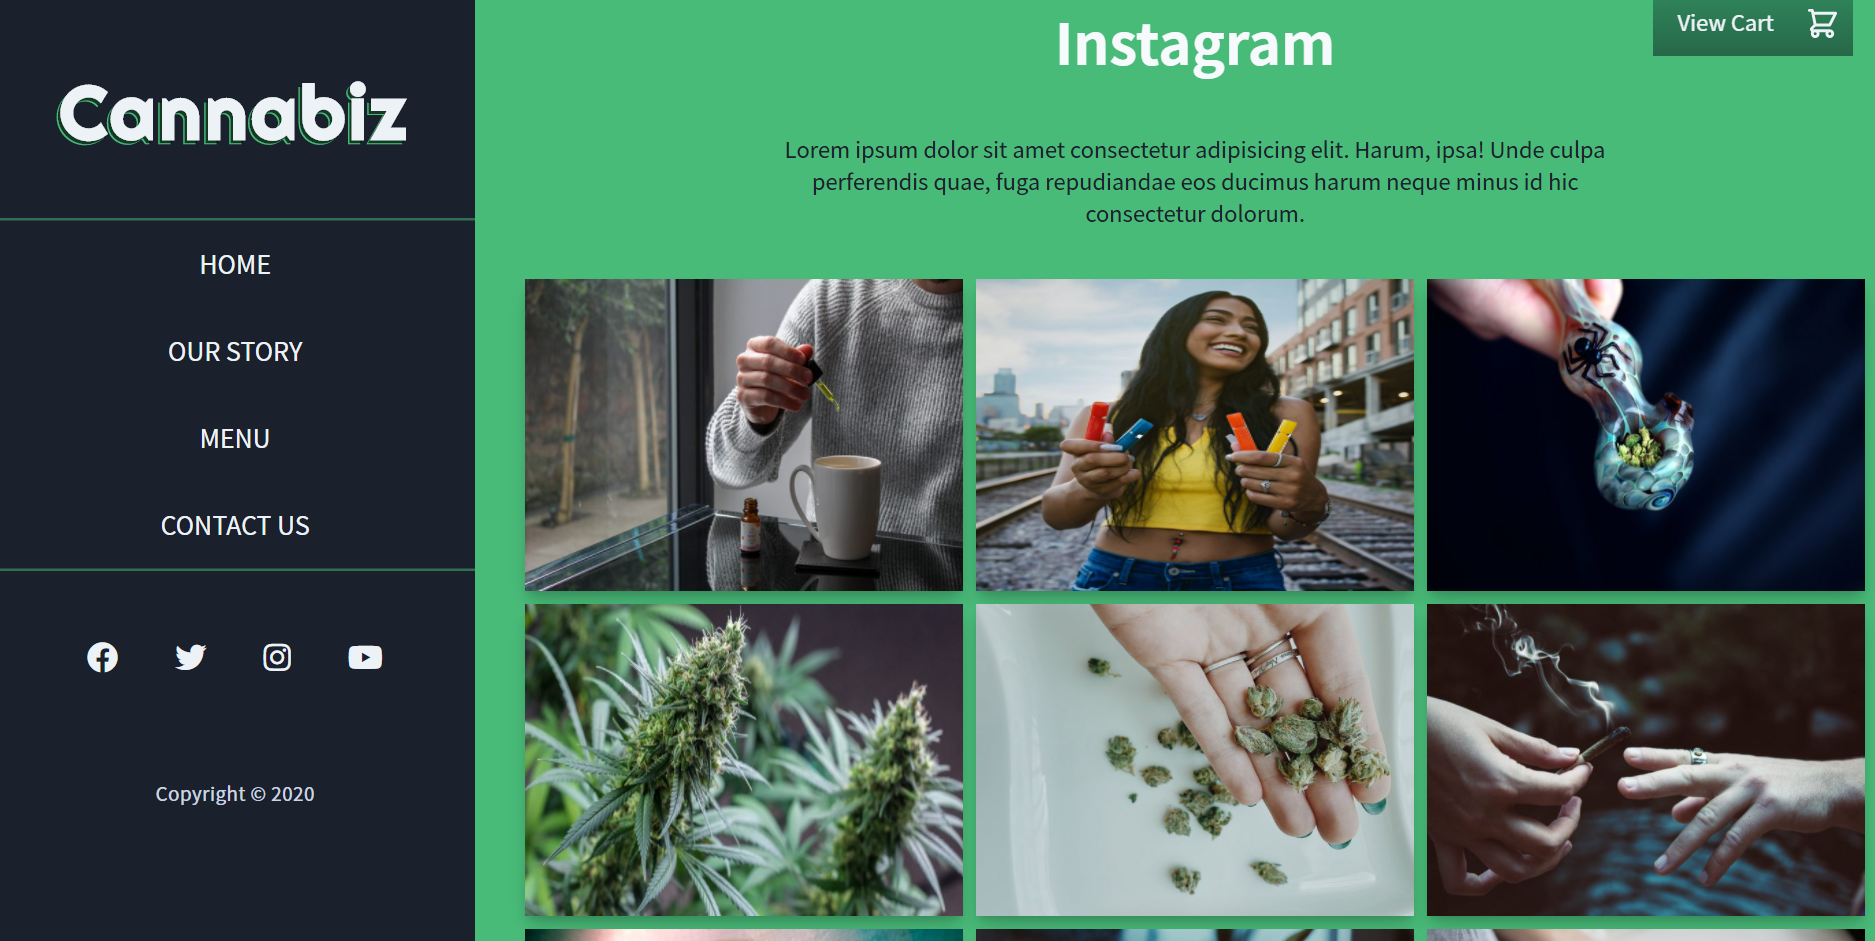 Cannabiz
HOME
OUR STORY
MENU
CONTACT US
Copyright © 2020
View Cart
Instagram
Lorem ipsum dolor sit amet consectetur adipisicing elit. Harum, ipsa! Unde culpa
perferendis quae, fuga repudiandae eos ducimus harum neque minus id hic
consectetur dolorum.